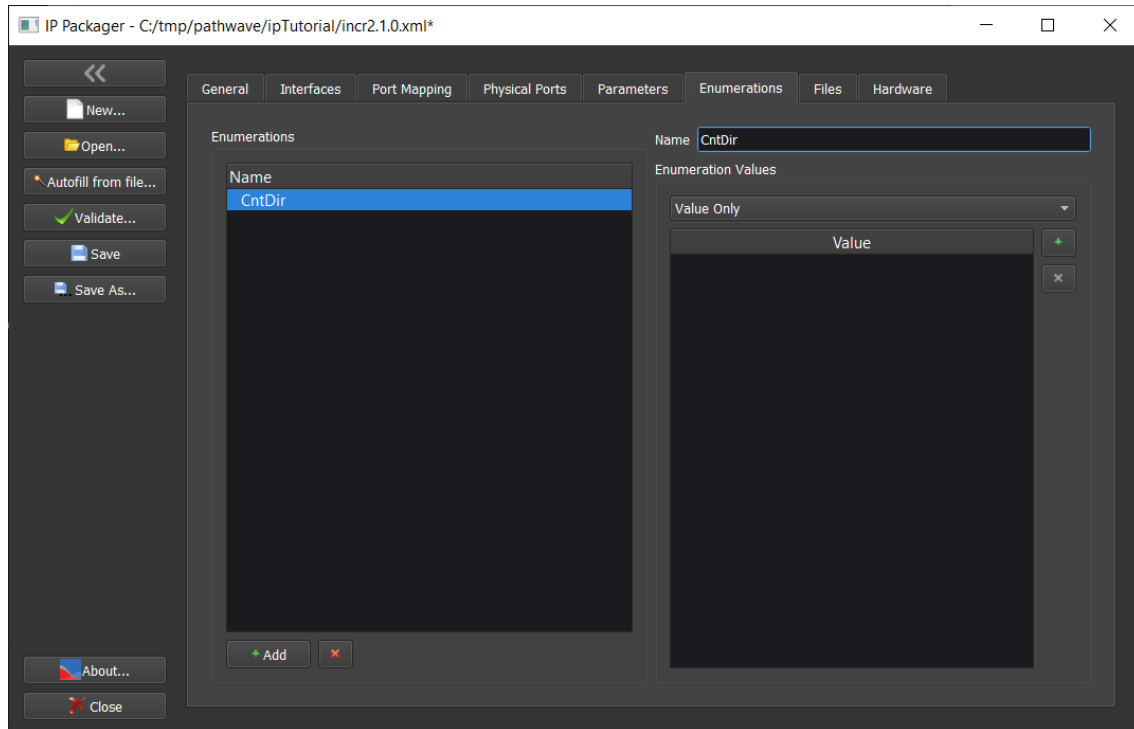 IP Packager - C:/tmp/pathwave/ipTutorial/incr2.1.0.xml*
New...
Open...
Autofill from file...
Validate...
Save
Save As...
About...
Close
General Interfaces Port Mapping Physical Ports Parameters Enumerations Files Hardware
Enumerations
Name
CntDir
Add
Name CntDir
Enumeration Values
Value Only
Value